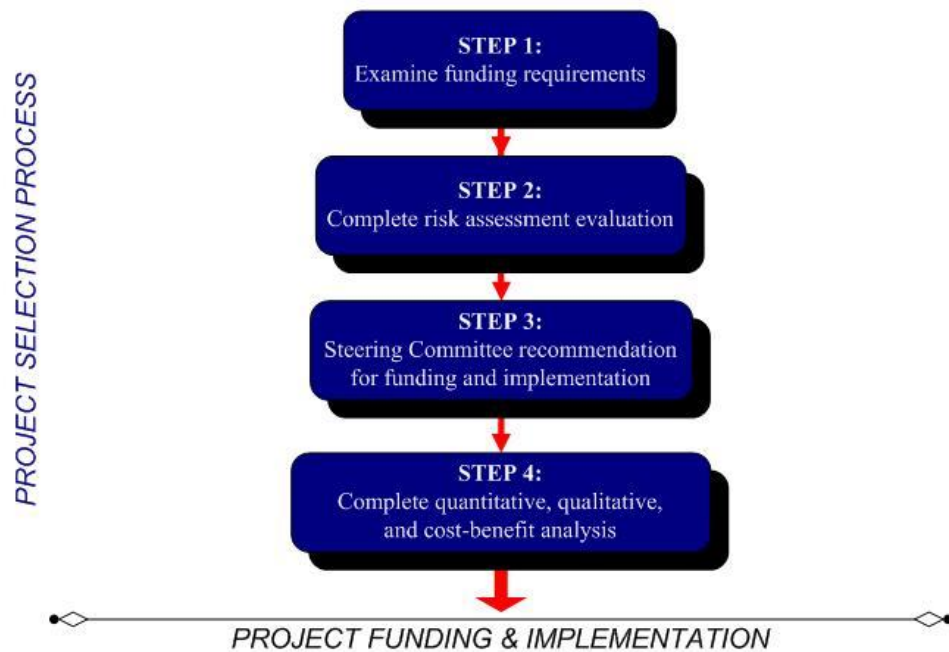 PROJECT SELECTION PROCESS
STEP 1:
Examine funding requirements
STEP 2:
Complete risk assessment evaluation
STEP 3:
Steering Committee recommendation
for funding and implementation
STEP 4:
Complete quantitative, qualitative,
and cost-benefit analysis
PROJECT FUNDING & IMPLEMENTATION